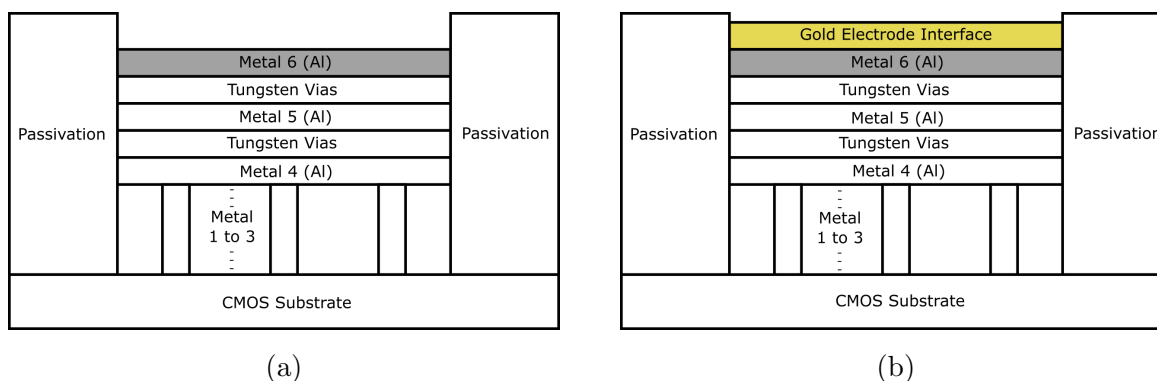 Metal 6 (Al)
Tungsten Vias
Passivation
Metal 5 (Al)
Passivation
Tungsten Vias
Metal 4 (Al)
Metal
1 to 3
CMOS Substrate
(a)
Gold Electrode Interface
Metal 6 (Al)
Tungsten Vias
Passivation
Metal 5 (Al)
Passivation
Tungsten Vias
Metal 4 (Al)
Metal
1 to 3
CMOS Substrate
(b)